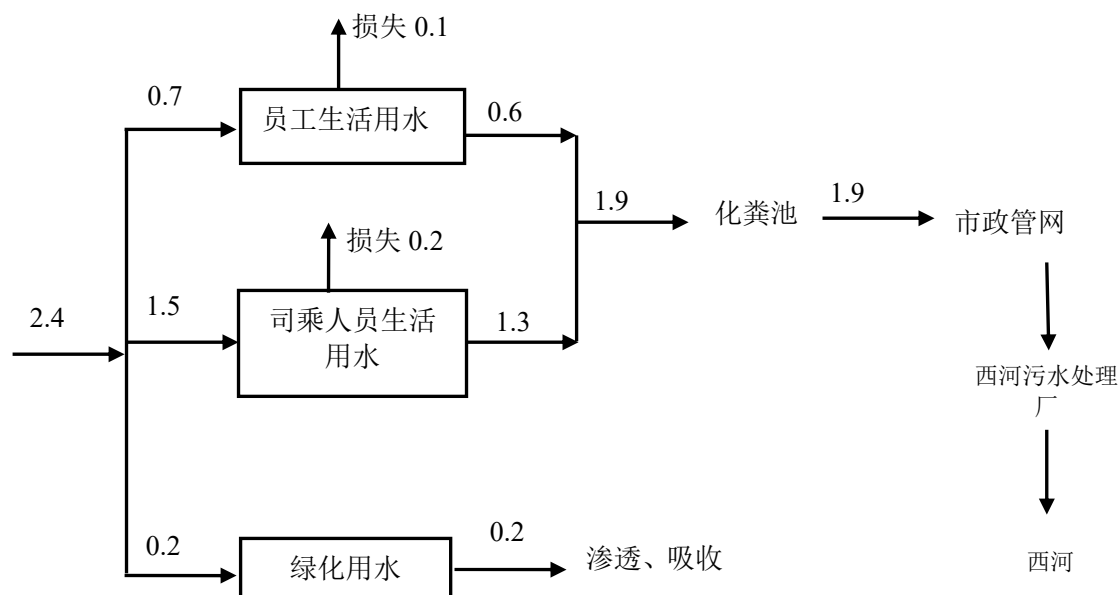 损失 0.1
0.7
员工生活用水
0.6
1.9
化粪池
1.9
市政管网
损失 0.2
2.4
1.5
司乘人员生活
用水
1.3
西河污水处理
厂
0.2
绿化用水
0.2
渗透、吸收
西河